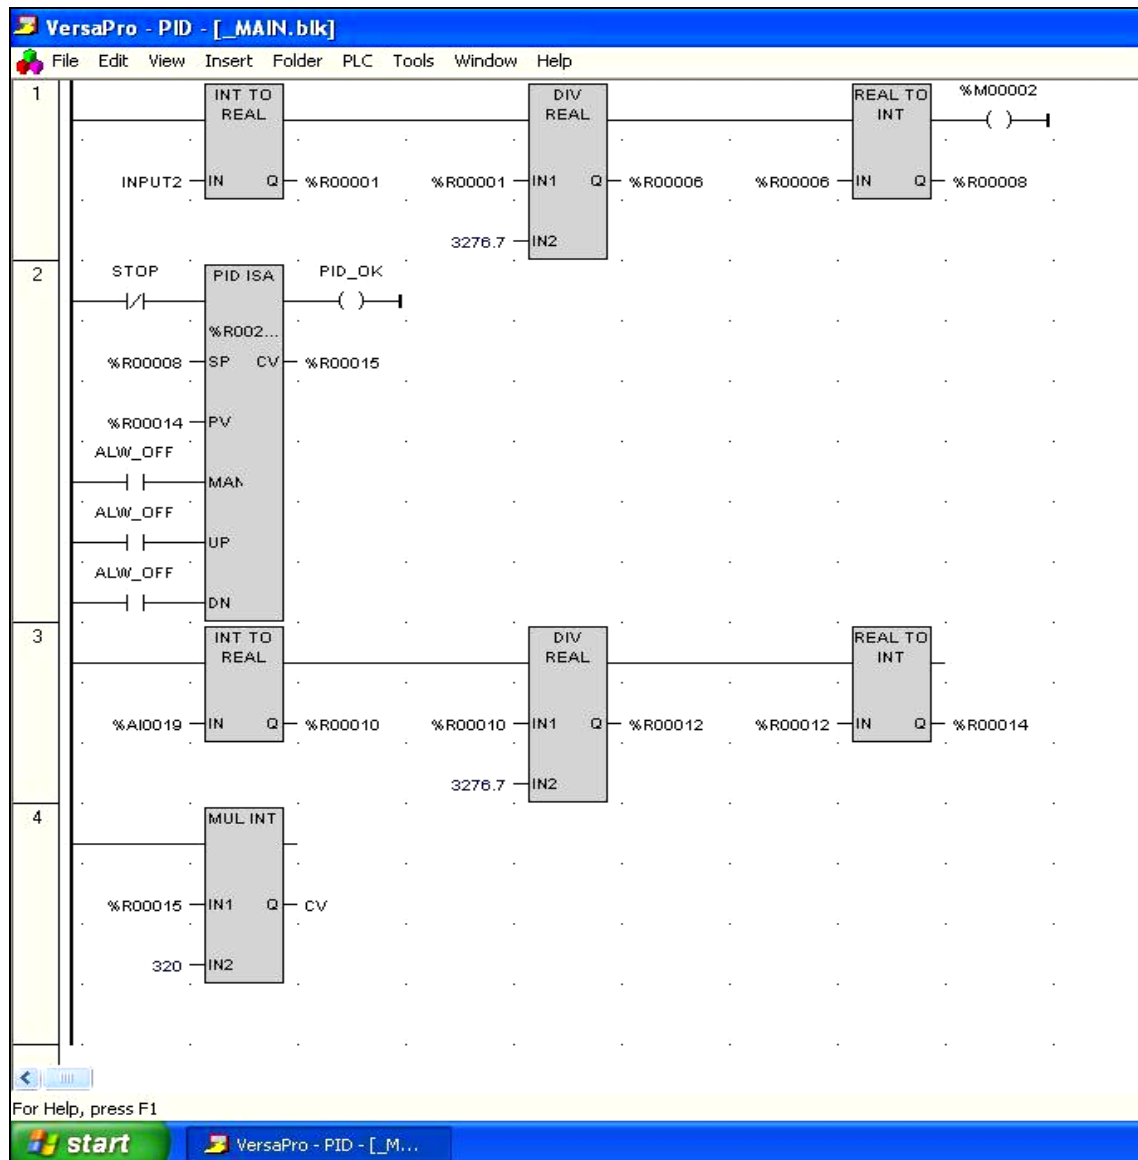 VersaPro - PID - [_MAIN.blk]
File Edit View Insert Folder PLC Tools Window Help
1
INT TO REAL
DIV REAL
REAL TO INT
%M00002
INPUT2 IN Q %R00001 %R00001 IN1 Q %R00006 %R00006 IN Q %R00008
3276.7 IN2
2
STOP
PID ISA
PID_OK
%R002...
%R00008 SP CV %R00015
%R00014 PV
ALW_OFF
MAN
ALW_OFF
UP
ALW_OFF
DN
3
INT TO REAL
DIV REAL
REAL TO INT
%AI0019 IN Q %R00010 %R00010 IN1 Q %R00012 %R00012 IN Q %R00014
3276.7 IN2
4
MUL INT
%R00015 IN1 Q CV
320 IN2
For Help, press F1
start
VersaPro - PID - [_M...